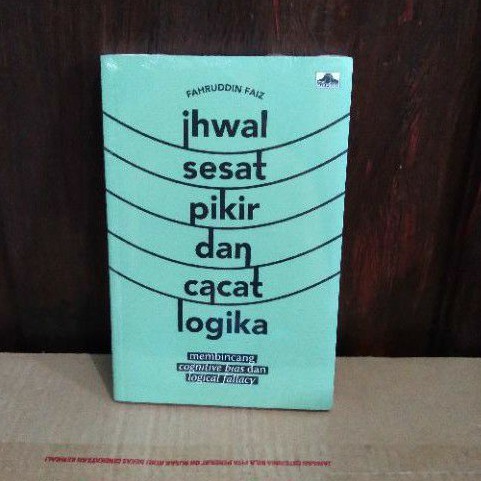 FAHRUDDIN FAIZ
ihwal
sesat
pikir
dan
cacat
logika
membincang
cognitive bias dan
logical fallacy